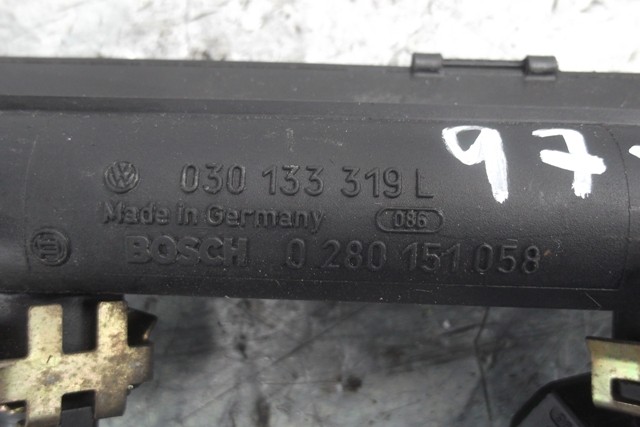 97
030 133 319 L
Made in Germany 086
BOSCH 0 280 151 058